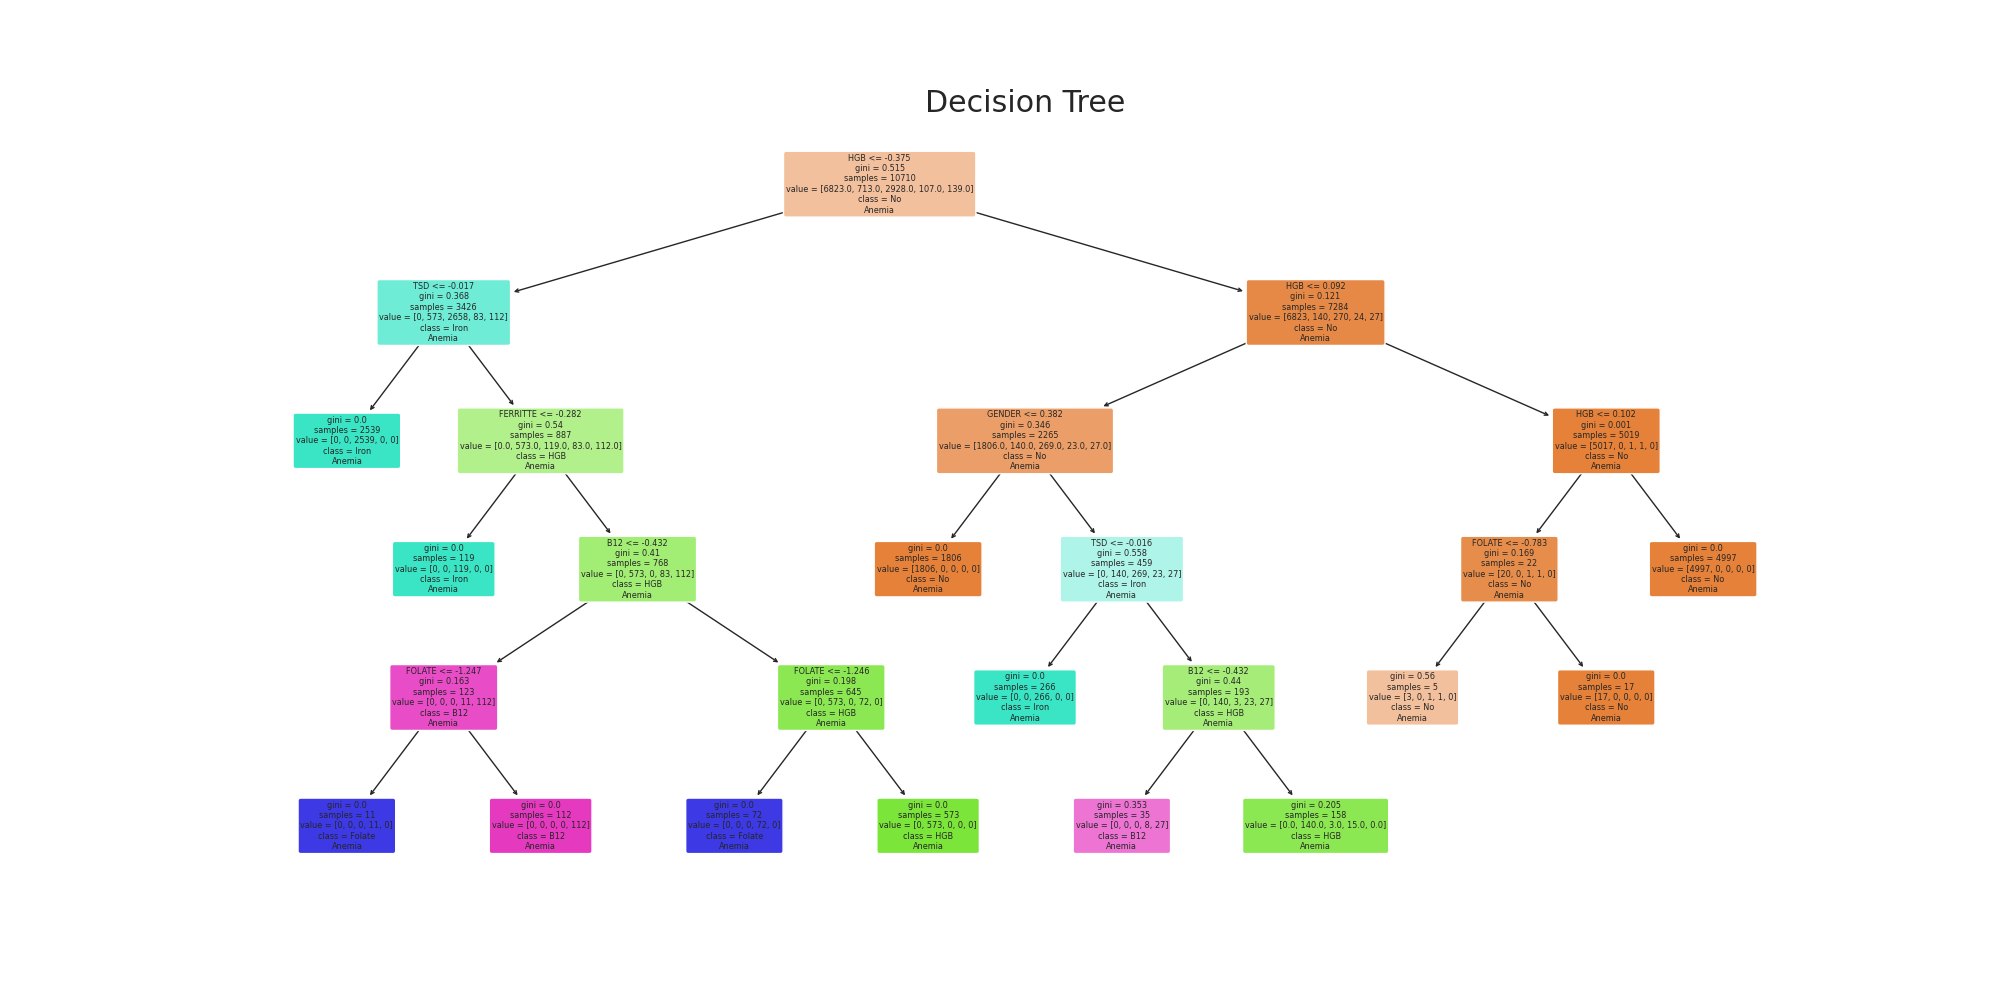 Decision Tree
HGB <= -0.375
gini = 0.515
samples = 10710
value = [6823.0, 713.0, 2928.0, 107.0, 139.0]
class = No
Anemia
TSD <= -0.017
gini = 0.368
samples = 3426
value = [0, 573, 2658, 83, 112]
class = Iron
Anemia
HGB <= 0.092
gini = 0.121
samples = 7284
value = [6823, 140, 270, 24, 27]
class = No
Anemia
gini = 0.0
samples = 2539
value = [0, 0, 2539, 0, 0]
class = Iron
Anemia
FERRITTE <= -0.282
gini = 0.54
samples = 887
value = [0.0, 573.0, 119.0, 83.0, 112.0]
class = HGB
Anemia
GENDER <= 0.382
gini = 0.346
samples = 2265
value = [1806.0, 140.0, 269.0, 23.0, 27.0]
class = No
Anemia
HGB <= 0.102
gini = 0.001
samples = 5019
value = [5017, 0, 1, 1, 0]
class = No
Anemia
gini = 0.0
samples = 119
value = [0, 0, 119, 0, 0]
class = Iron
Anemia
B12 <= -0.432
gini = 0.41
samples = 768
value = [0, 573, 0, 83, 112]
class = HGB
Anemia
gini = 0.0
samples = 1806
value = [1806, 0, 0, 0, 0]
class = No
Anemia
TSD <= -0.016
gini = 0.558
samples = 459
value = [0, 140, 269, 23, 27]
class = Iron
Anemia
FOLATE <= -0.783
gini = 0.169
samples = 22
value = [20, 0, 1, 1, 0]
class = No
Anemia
gini = 0.0
samples = 4997
value = [4997, 0, 0, 0, 0]
class = No
Anemia
FOLATE <= -1.247
gini = 0.163
samples = 123
value = [0, 0, 0, 11, 112]
class = B12
Anemia
FOLATE <= -1.246
gini = 0.198
samples = 645
value = [0, 573, 0, 72, 0]
class = HGB
Anemia
gini = 0.0
samples = 266
value = [0, 0, 266, 0, 0]
class = Iron
Anemia
B12 <= -0.432
gini = 0.44
samples = 193
value = [0, 140, 3, 23, 27]
class = HGB
Anemia
gini = 0.56
samples = 5
value = [3, 0, 1, 1, 0]
class = No
Anemia
gini = 0.0
samples = 17
value = [17, 0, 0, 0, 0]
class = No
Anemia
gini = 0.0
samples = 11
value = [0, 0, 0, 11, 0]
class = Folate
Anemia
gini = 0.0
samples = 112
value = [0, 0, 0, 0, 112]
class = B12
Anemia
gini = 0.0
samples = 72
value = [0, 0, 0, 72, 0]
class = Folate
Anemia
gini = 0.0
samples = 573
value = [0, 573, 0, 0, 0]
class = HGB
Anemia
gini = 0.353
samples = 35
value = [0, 0, 0, 8, 27]
class = B12
Anemia
gini = 0.205
samples = 158
value = [0.0, 140.0, 3.0, 15.0, 0.0]
class = HGB
Anemia